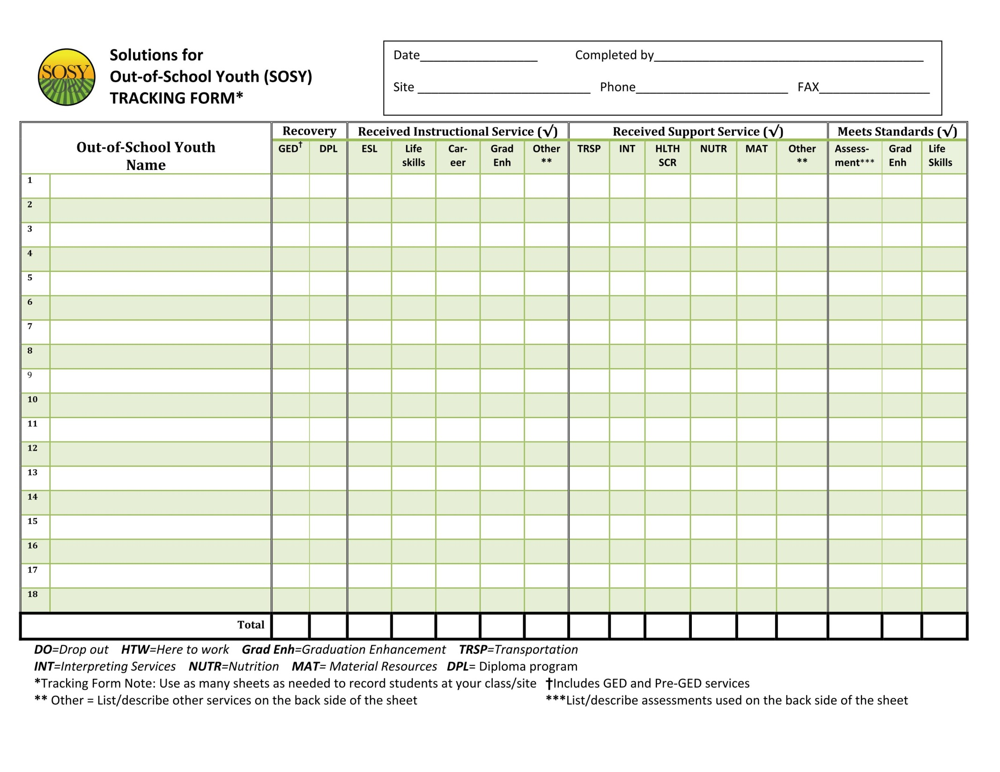 SOSY
Solutions for
Out-of-School Youth (SOSY)
TRACKING FORM*
Date_________________ Completed by_______________________________________
Site _________________________ Phone______________________ FAX________________
Out-of-School Youth
Name
Recovery
Received Instructional Service (√)
Received Support Service (√)
Meets Standards (√)
GED†
DPL
ESL
Life
skills
Car-
eer
Grad
Enh
Other
**
TRSP
INT
HLTH
SCR
NUTR
MAT
Other
**
Assess-
ment***
Grad
Enh
Life
Skills
1
2
3
4
5
6
7
8
9
10
11
12
13
14
15
16
17
18
Total
DO=Drop out HTW=Here to work Grad Enh=Graduation Enhancement TRSP=Transportation
INT=Interpreting Services NUTR=Nutrition MAT= Material Resources DPL= Diploma program
*Tracking Form Note: Use as many sheets as needed to record students at your class/site †Includes GED and Pre-GED services
** Other = List/describe other services on the back side of the sheet ***List/describe assessments used on the back side of the sheet